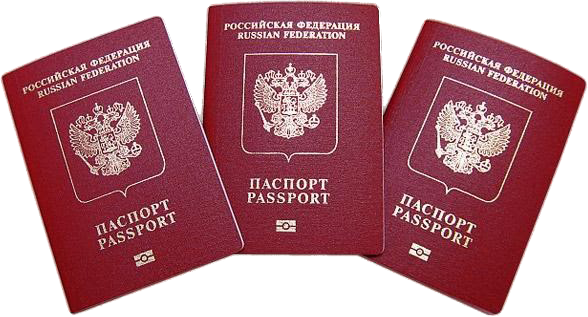 РОССИЙСКАЯ ФЕДЕРАЦИЯ
RUSSIAN FEDERATION
ПАСПОРТ
PASSPORT
РОССИЙСКАЯ ФЕДЕРАЦИЯ
RUSSIAN FEDERATION
ПАСПОРТ
PASSPORT
РОССИЙСКАЯ ФЕДЕРАЦИЯ
RUSSIAN FEDERATION
ПАСПОРТ
PASSPORT